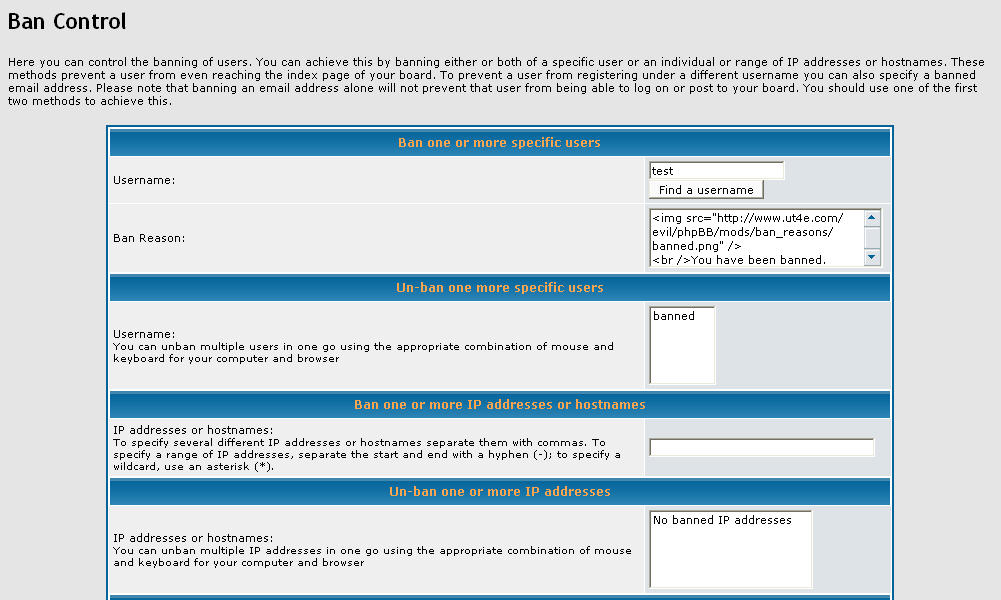 Ban Control
Here you can control the banning of users. You can achieve this by banning either or both of a specific user or an individual or range of IP addresses or hostnames. These
methods prevent a user from even reaching the index page of your board. To prevent a user from registering under a different username you can also specify a banned
email address. Please note that banning an email address alone will not prevent that user from being able to log on or post to your board. You should use one of the first
two methods to achieve this.
Ban one or more specific users
Username:
test
Find a username
Ban Reason:
<img src="http://www.ut4e.com/
evil/phpBB/mods/ban_reasons/
banned.png" />
<br />You have been banned.
Un-ban one more specific users
Username:
You can unban multiple users in one go using the appropriate combination of mouse and
keyboard for your computer and browser
banned
Ban one or more IP addresses or hostnames
IP addresses or hostnames:
To specify several different IP addresses or hostnames separate them with commas. To
specify a range of IP addresses, separate the start and end with a hyphen (-); to specify a
wildcard, use an asterisk (*).
Un-ban one or more IP addresses
IP addresses or hostnames:
You can unban multiple IP addresses in one go using the appropriate combination of mouse
and keyboard for your computer and browser
No banned IP addresses